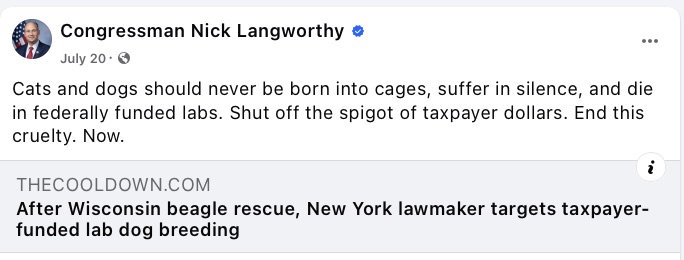 Congressman Nick Langworthy
July 20 ·
Cats and dogs should never be born into cages, suffer in silence, and die
in federally funded labs. Shut off the spigot of taxpayer dollars. End this
cruelty. Now.
i
THECOOLDOWN.COM
After Wisconsin beagle rescue, New York lawmaker targets taxpayer-
funded lab dog breeding